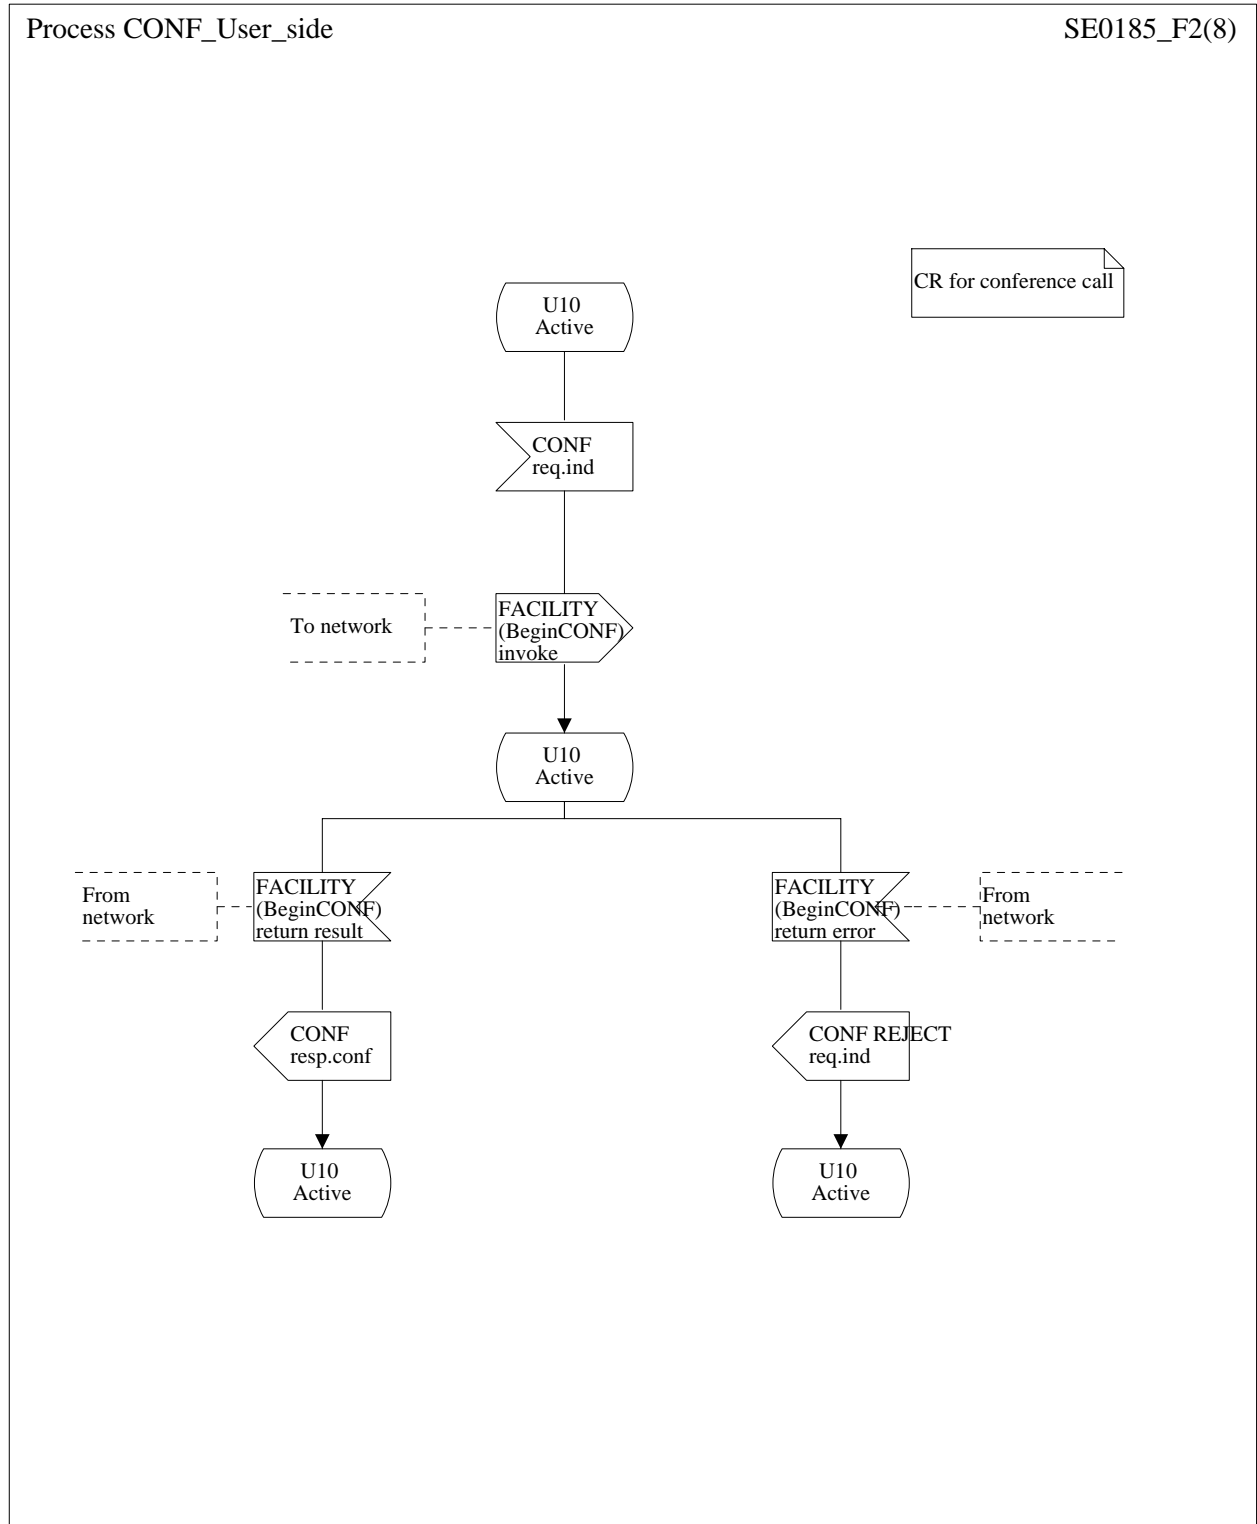 Process CONF_User_side
SE0185_F2(8)
CR for conference call
U10
Active
CONF
req.ind
To network
FACILITY
(BeginCONF)
invoke
U10
Active
From
network
FACILITY
(BeginCONF)
return result
FACILITY
(BeginCONF)
return error
From
network
CONF
resp.conf
CONF REJECT
req.ind
U10
Active
U10
Active